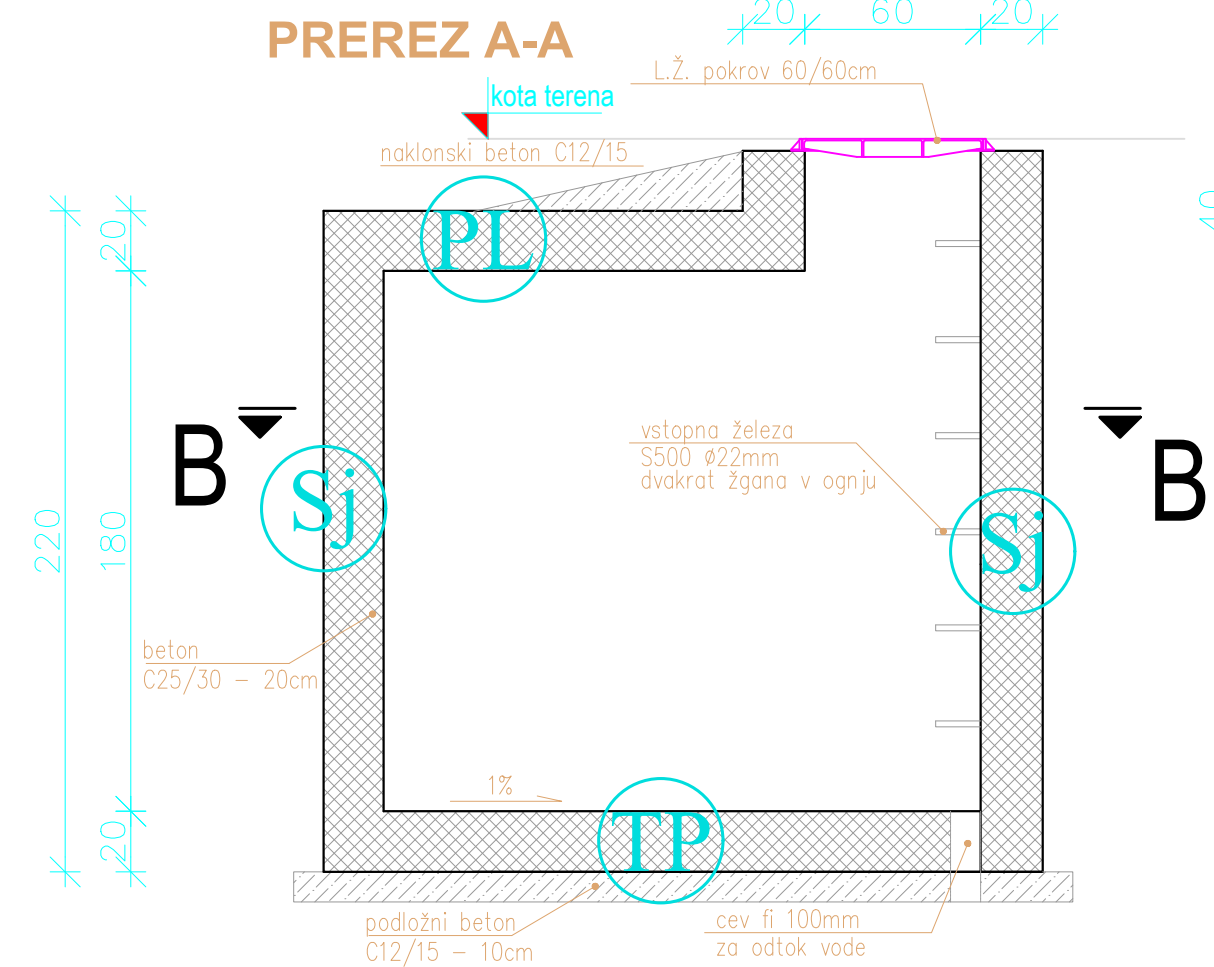 PREREZ A-A
20 60 20
L.Ž. pokrov 60/60cm
kota terena
naklonski beton C12/15
PL
40
20
B
B
vstopna železa
S500 Ø22mm
dvakrat žgana v ognju
Sj
Sj
220
180
beton
C25/30 - 20cm
1%
TP
20
podložni beton
C12/15 - 10cm
cev fi 100mm
za odtok vode